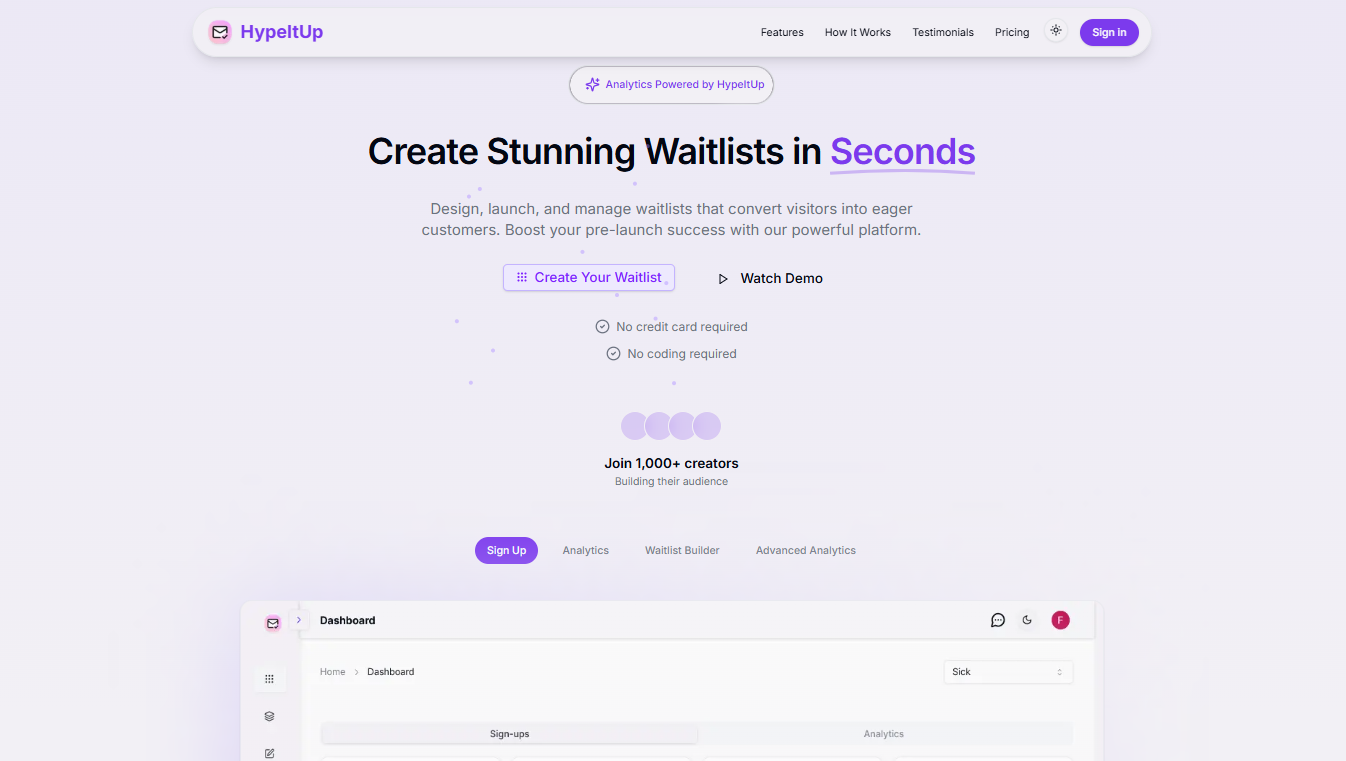 HypeItUp
Features
How It Works
Testimonials
Pricing
Sign in
Analytics Powered by HypeItUp
Create Stunning Waitlists in Seconds
Design, launch, and manage waitlists that convert visitors into eager
customers. Boost your pre-launch success with our powerful platform.
Create Your Waitlist
Watch Demo
No credit card required
No coding required
Join 1,000+ creators
Building their audience
Sign Up
Analytics
Waitlist Builder
Advanced Analytics
Dashboard
F
Home
Dashboard
Sick
Sign-ups
Analytics